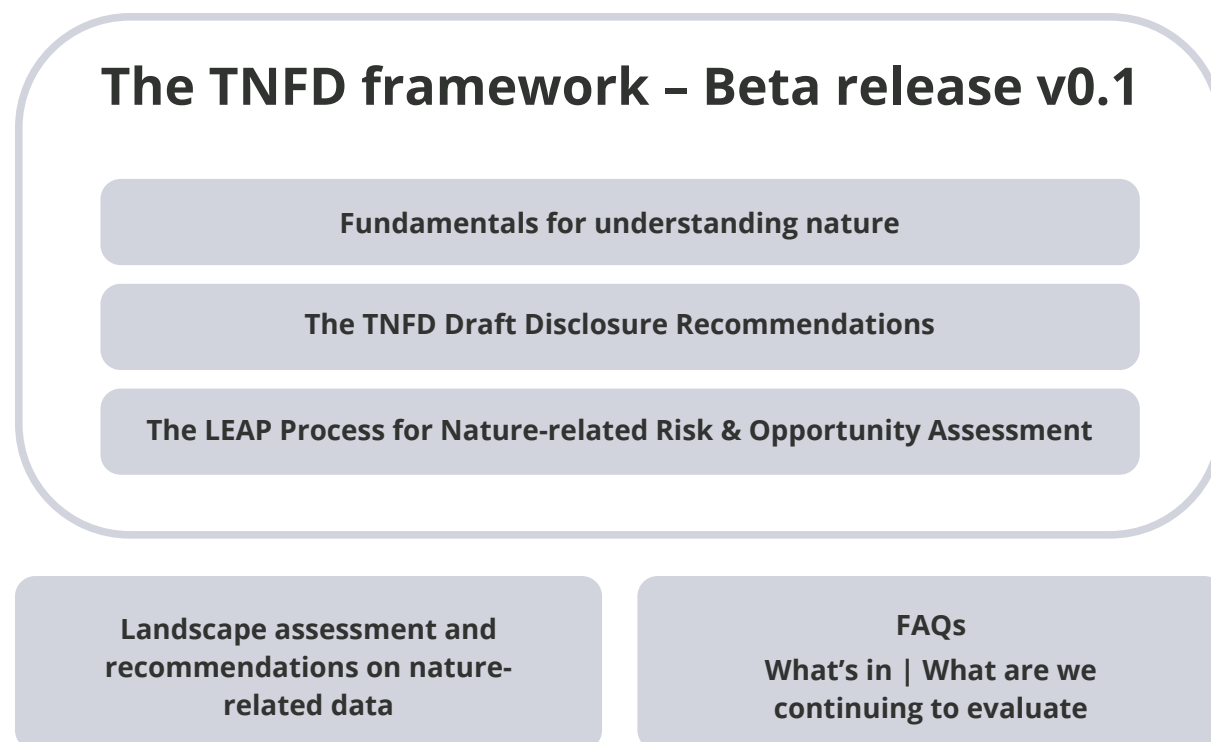 The TNFD framework – Beta release v0.1
Fundamentals for understanding nature
The TNFD Draft Disclosure Recommendations
The LEAP Process for Nature-related Risk & Opportunity Assessment
Landscape assessment and
recommendations on nature-
related data
FAQs
What’s in | What are we
continuing to evaluate